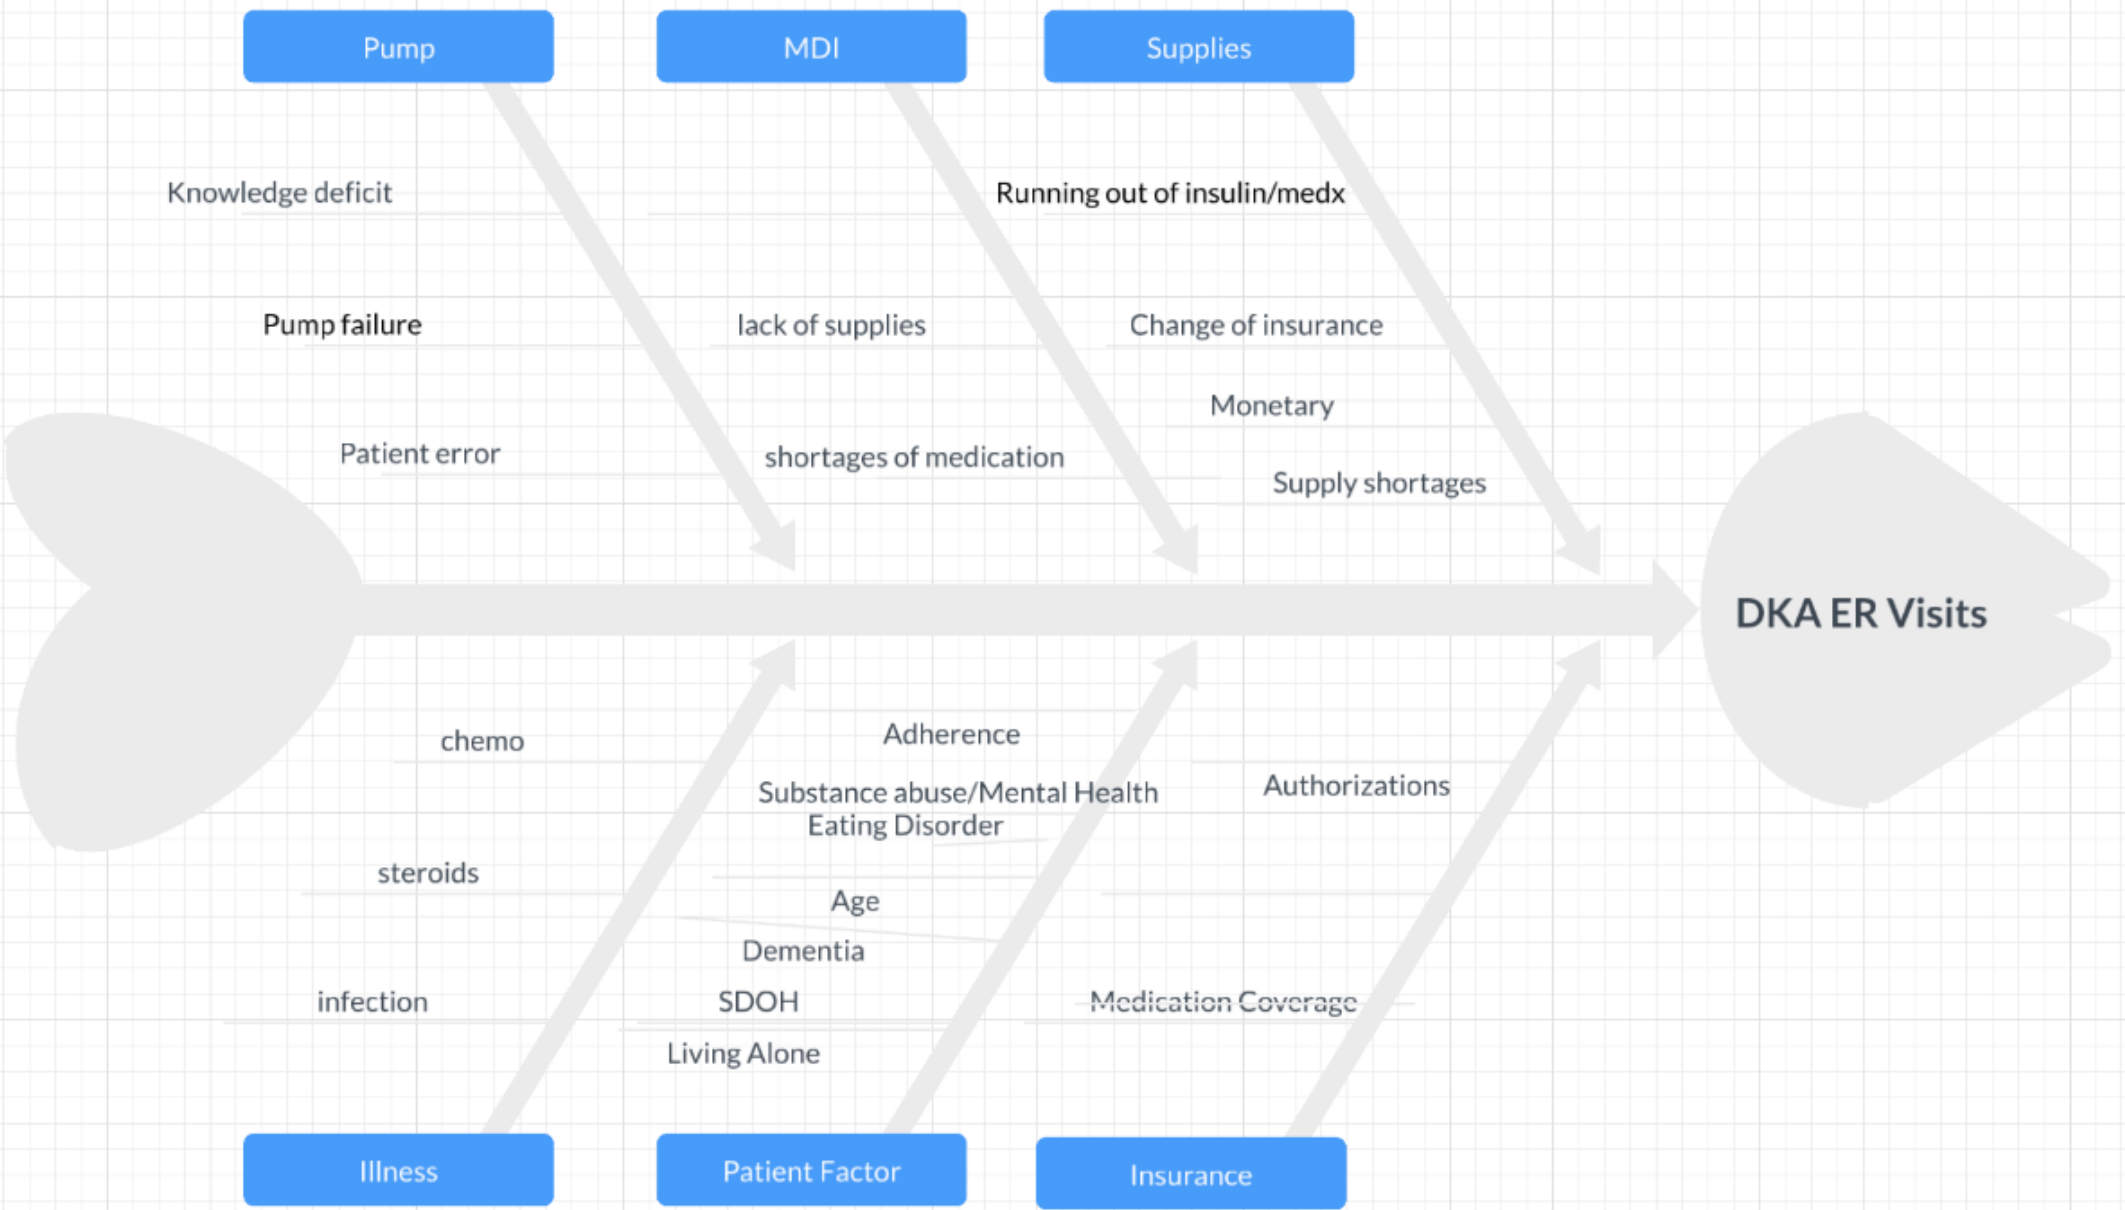 Pump
MDI
Supplies
Knowledge deficit
Running out of insulin/medx
Pump failure
lack of supplies
Change of insurance
Monetary
Patient error
shortages of medication
Supply shortages
DKA ER Visits
chemo
Adherence
Substance abuse/Mental Health
Authorizations
Eating Disorder
steroids
Age
Dementia
infection
SDOH
Medication Coverage
Living Alone
Illness
Patient Factor
Insurance